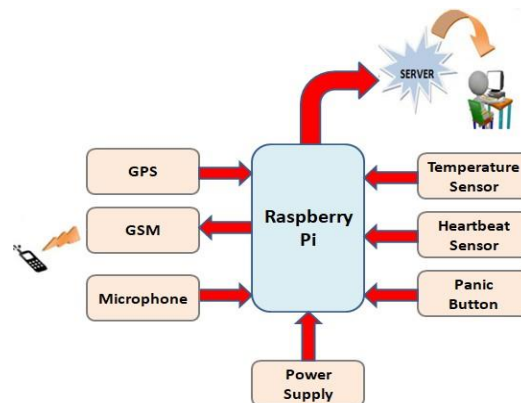 SERVER
GPS
GSM
Microphone
Raspberry
Pi
Temperature
Sensor
Heartbeat
Sensor
Panic
Button
Power
Supply